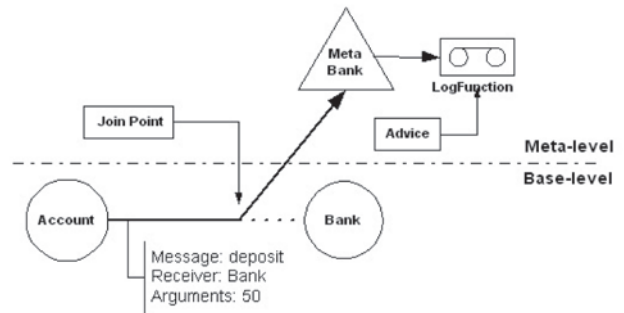 Meta
Bank
LogFunction
Join Point
Advice
Meta-level
Base-level
Account
Bank
Message: deposit
Receiver: Bank
Arguments: 50